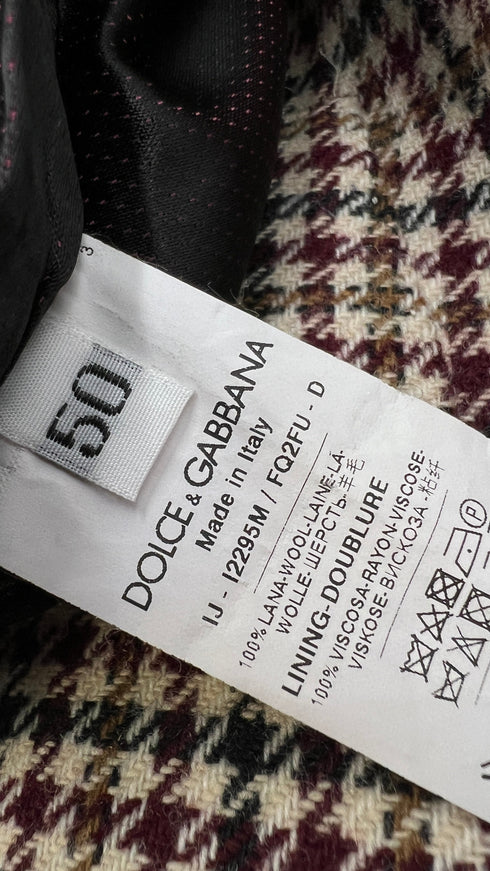 3
50
DOLCE & GABBANA
Made in Italy
IJ - I2295M / FQ2FU - D
100% LANA-WOOL-LAINE-LÃ-
WOLLE-ШЕРСТЬ-羊毛
LINING-DOUBLURE
100% VISCOSA-RAYON-VISCOSE-
VISKOSE-ВИСКОЗА-粘纤
P